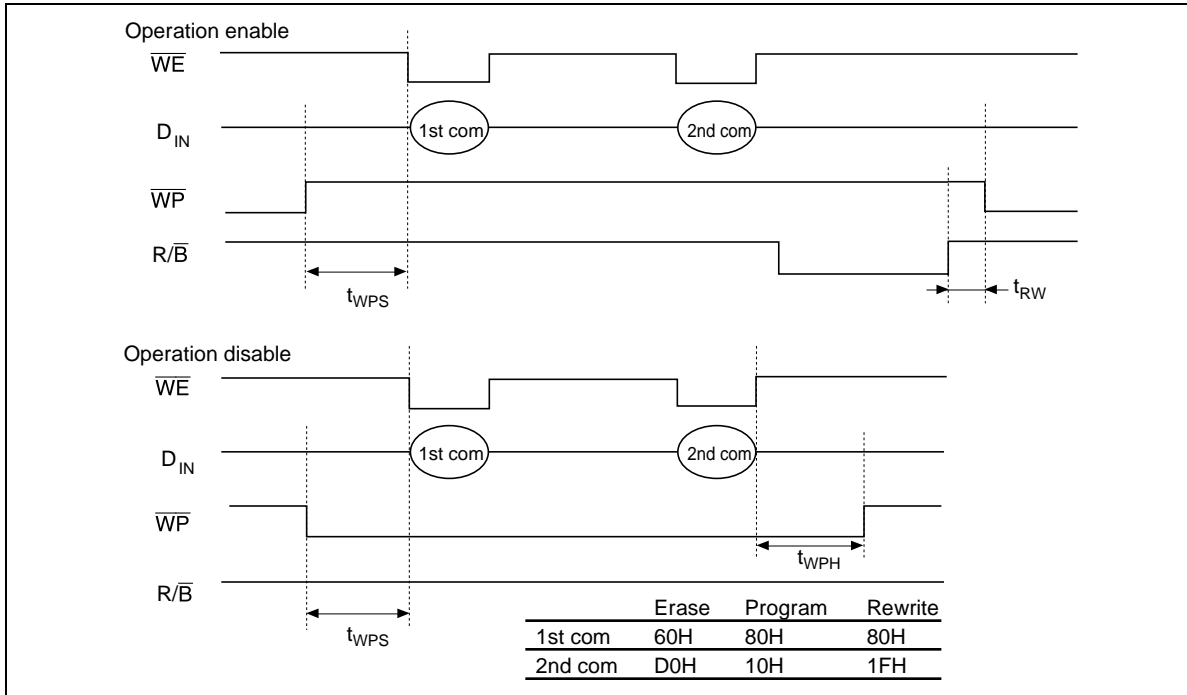 Operation enable
WE
DIN
1st com
2nd com
WP
R/B
tWPS
tRW
Operation disable
WE
DIN
1st com
2nd com
WP
tWPH
R/B
tWPS
Erase Program Rewrite
1st com 60H 80H 80H
2nd com D0H 10H 1FH